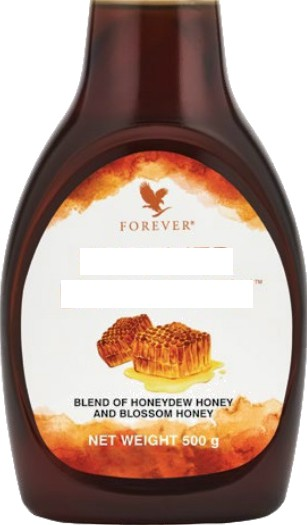 FOREVER®
™
BLEND OF HONEYDEW HONEY
AND BLOSSOM HONEY
NET WEIGHT 500 g